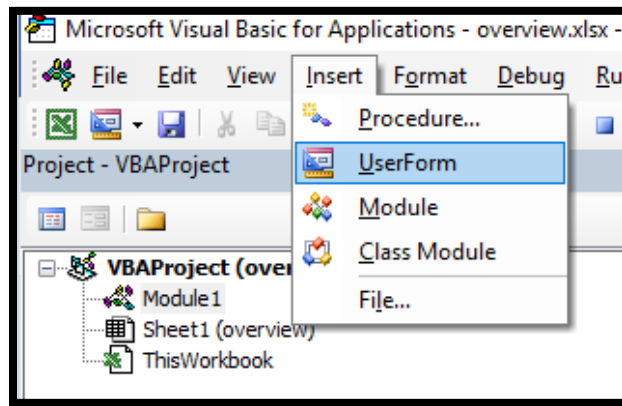 Microsoft Visual Basic for Applications - overview.xlsx -
File Edit View Insert Format Debug Ru
Procedure...
Project - VBAProject
UserForm
Module
Class Module
VBAProject (over
File...
Module1
Sheet1 (overview)
ThisWorkbook